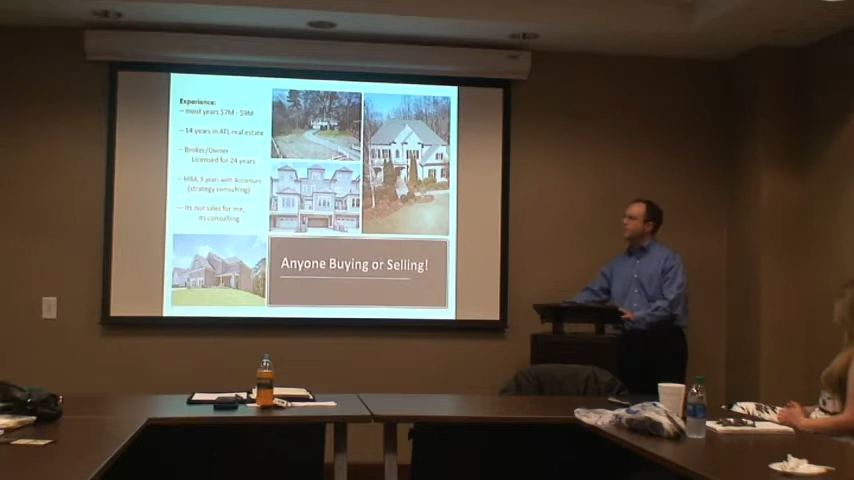 Experience:
– most years $7M - $9M
– 14 years in ATL real estate
– Broker/Owner
Licensed for 24 years
– MBA, 5 years with Accenture
(strategy consulting)
– Its not sales for me,
its consulting
Anyone Buying or Selling!